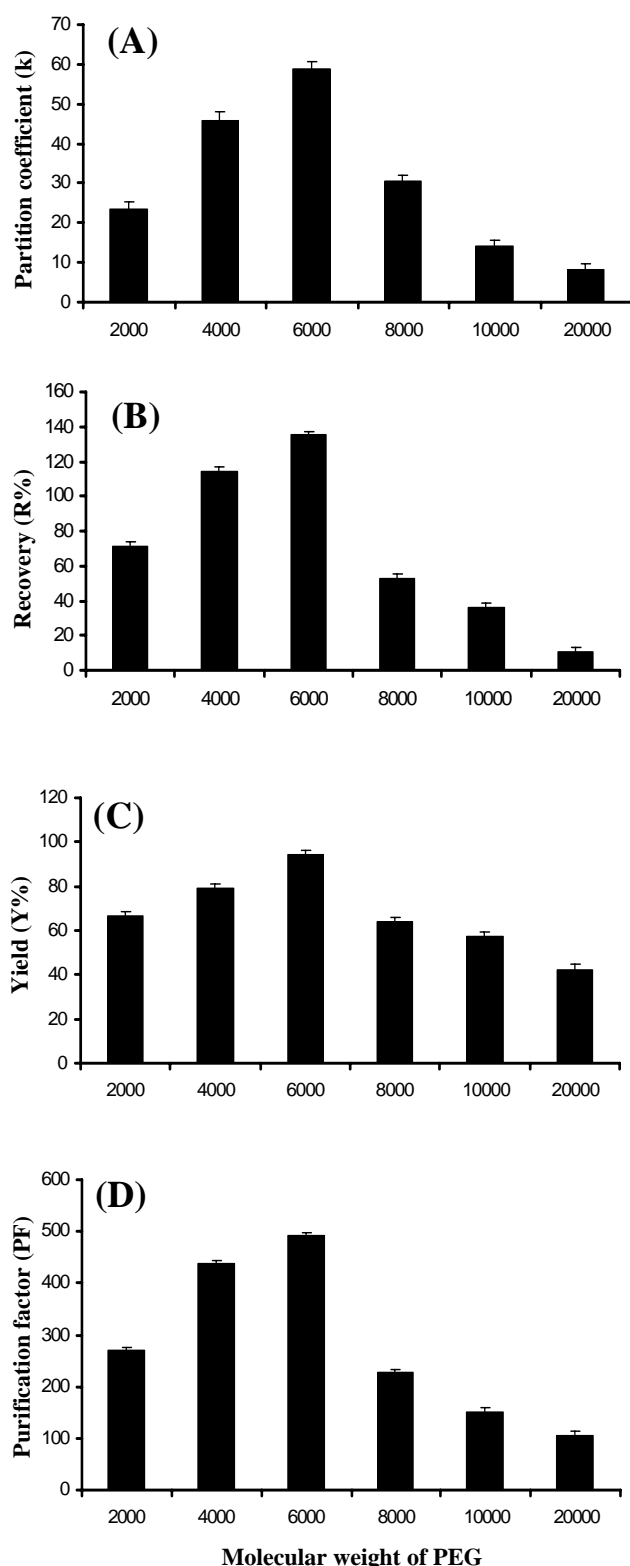 (A)
Partition coefficient (k)
70
60
50
40
30
20
10
0
2000 4000 6000 8000 10000 20000
(B)
Recovery (R%)
160
140
120
100
80
60
40
20
0
2000 4000 6000 8000 10000 20000
(C)
Yield (Y%)
120
100
80
60
40
20
0
2000 4000 6000 8000 10000 20000
(D)
Purification factor (PF)
600
500
400
300
200
100
0
2000 4000 6000 8000 10000 20000
Molecular weight of PEG